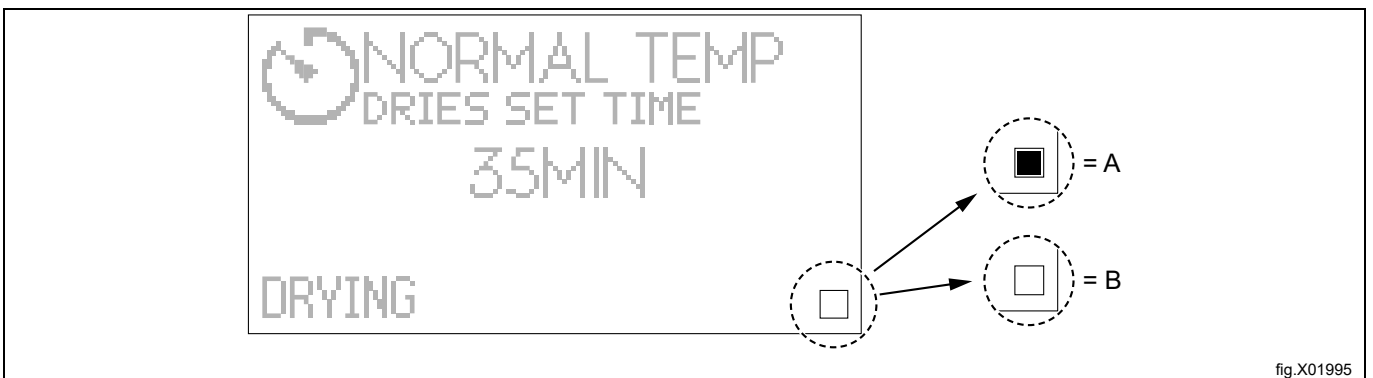 NORMAL TEMP
DRIES SET TIME
35MIN
DRYING
= A
= B
fig.X01995